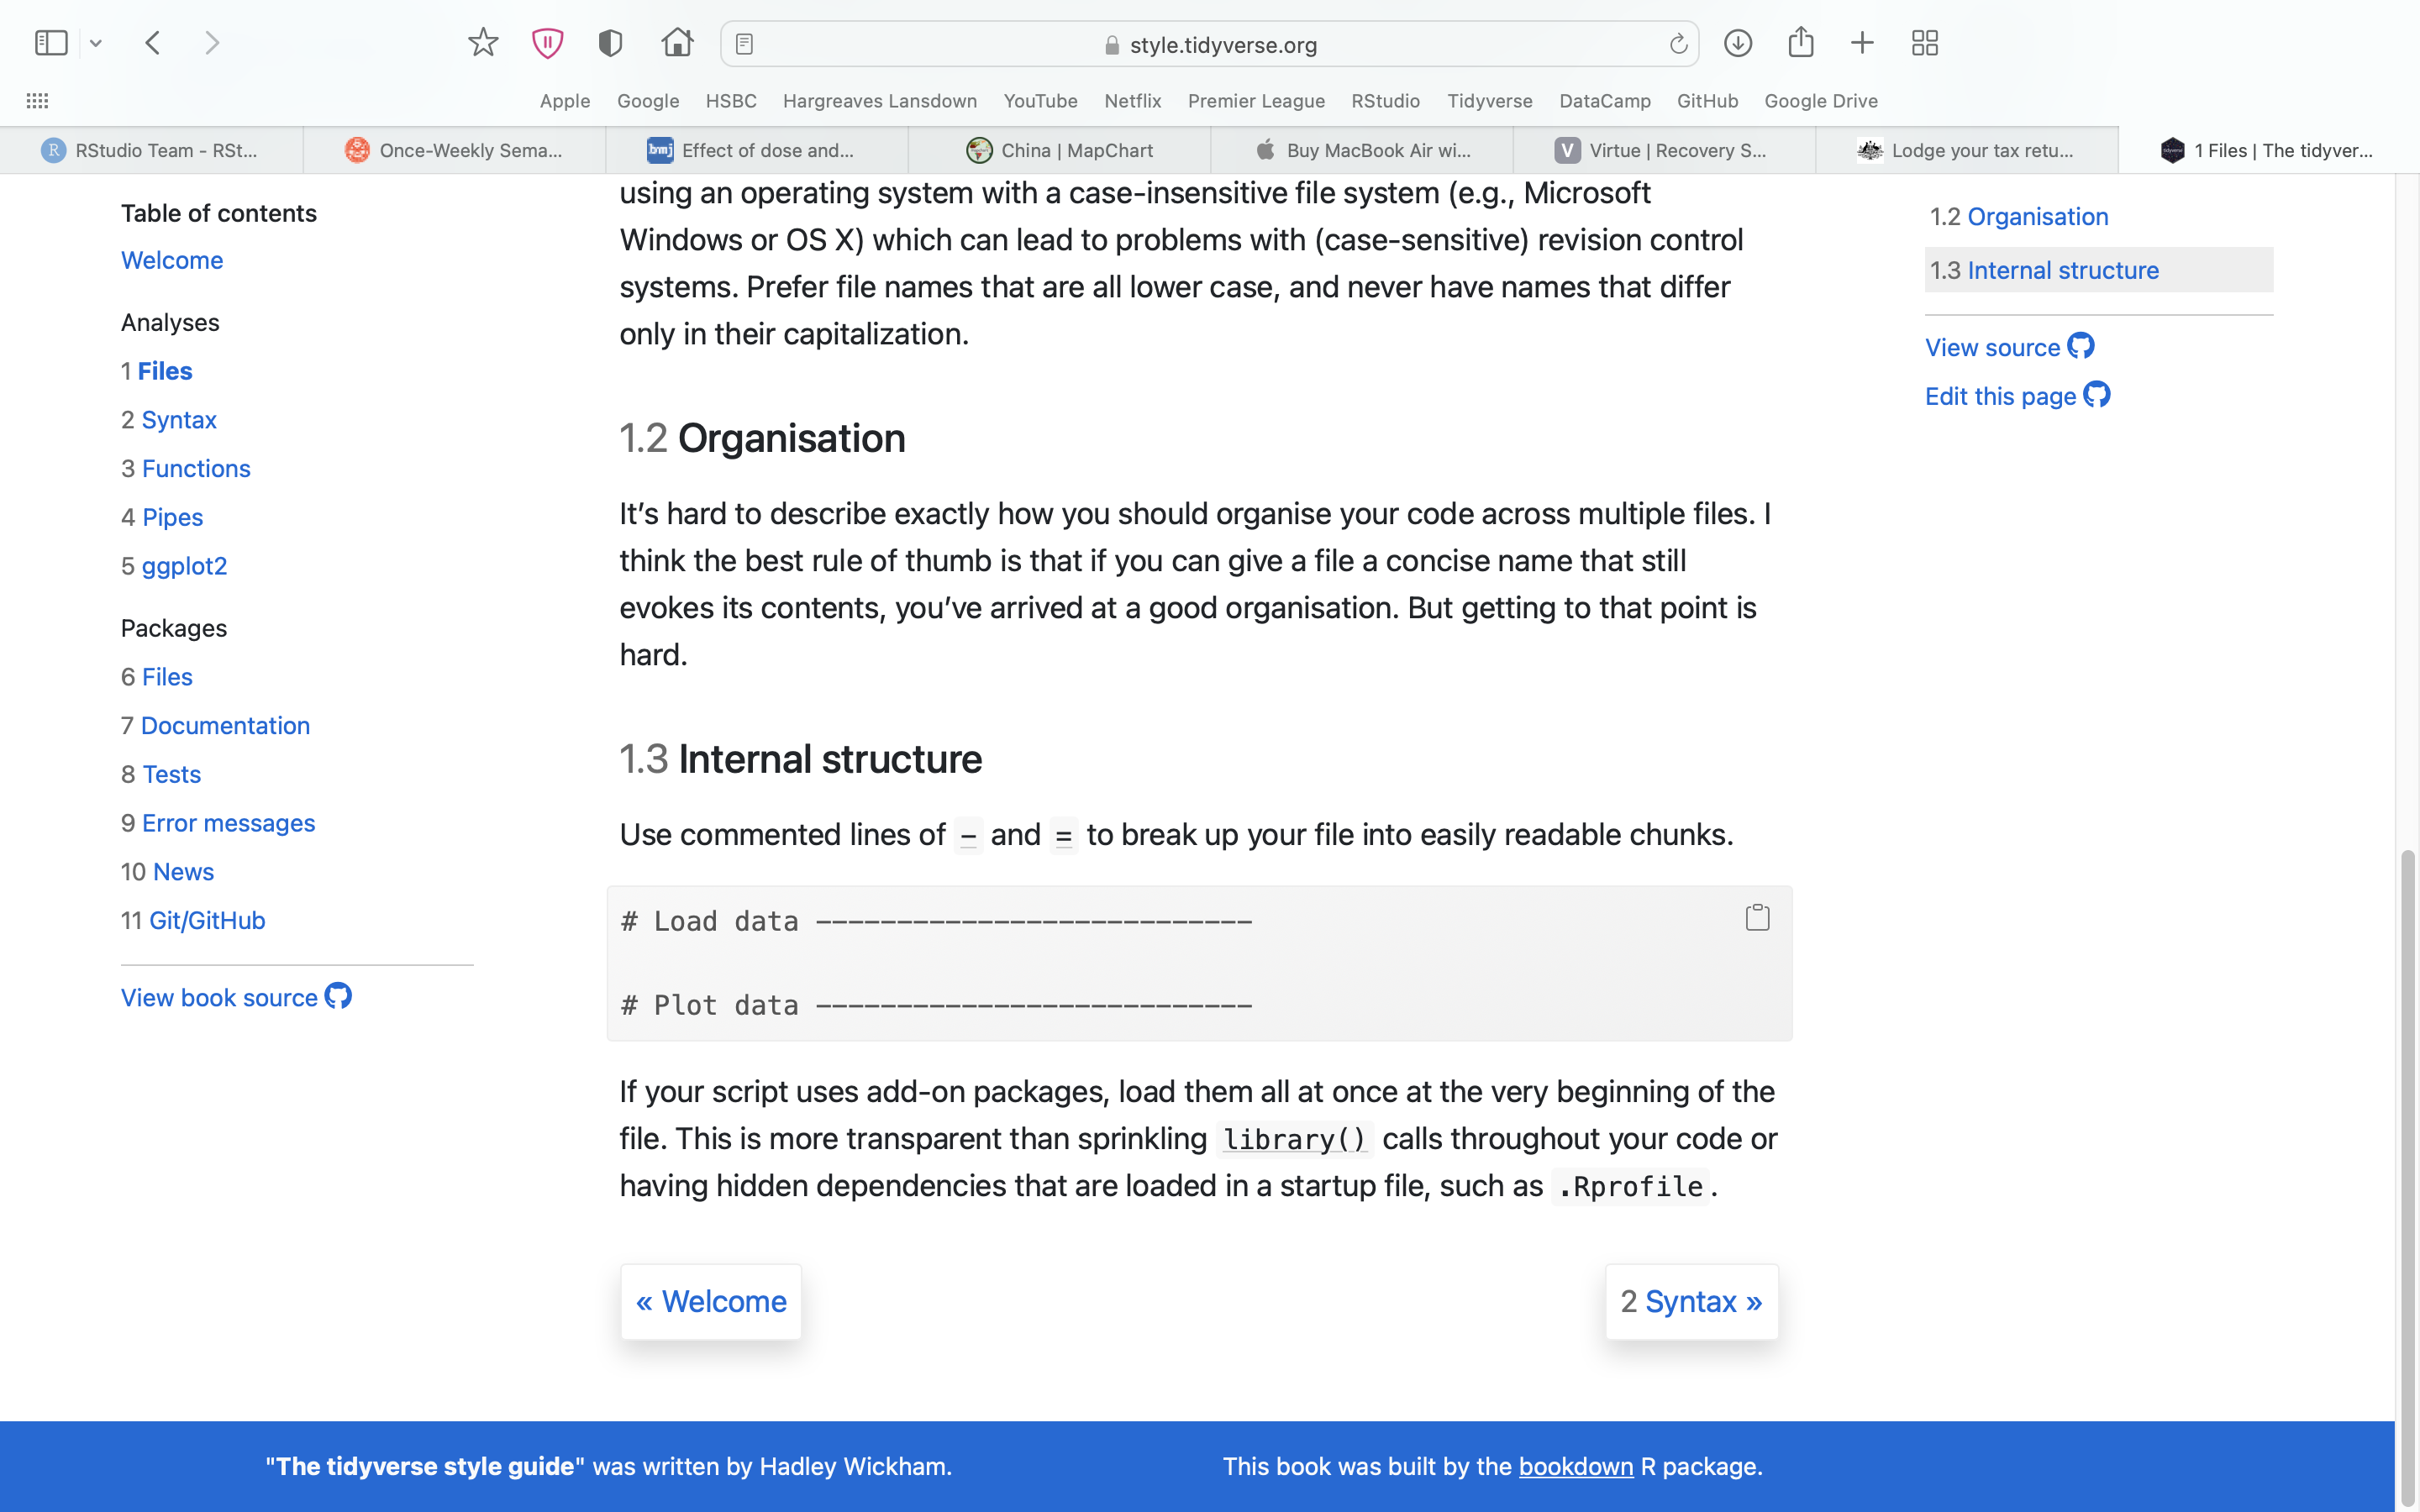 style.tidyverse.org
Apple Google HSBC Hargreaves Lansdown YouTube Netflix Premier League RStudio Tidyverse DataCamp GitHub Google Drive
R RStudio Team - RSt...
Once-Weekly Sema...
bmj Effect of dose and...
China | MapChart
Buy MacBook Air wi...
V Virtue | Recovery S...
Lodge your tax retu...
1 Files | The tidyver...
Table of contents
Welcome
Analyses
1 Files
2 Syntax
3 Functions
4 Pipes
5 ggplot2
Packages
6 Files
7 Documentation
8 Tests
9 Error messages
10 News
11 Git/GitHub
View book source
using an operating system with a case-insensitive file system (e.g., Microsoft
Windows or OS X) which can lead to problems with (case-sensitive) revision control
systems. Prefer file names that are all lower case, and never have names that differ
only in their capitalization.
1.2 Organisation
It’s hard to describe exactly how you should organise your code across multiple files. I
think the best rule of thumb is that if you can give a file a concise name that still
evokes its contents, you’ve arrived at a good organisation. But getting to that point is
hard.
1.3 Internal structure
Use commented lines of - and = to break up your file into easily readable chunks.
# Load data ---------------------------
# Plot data ---------------------------
If your script uses add-on packages, load them all at once at the very beginning of the
file. This is more transparent than sprinkling library() calls throughout your code or
having hidden dependencies that are loaded in a startup file, such as .Rprofile.
« Welcome
2 Syntax »
1.2 Organisation
1.3 Internal structure
View source
Edit this page
"The tidyverse style guide" was written by Hadley Wickham.
This book was built by the bookdown R package.